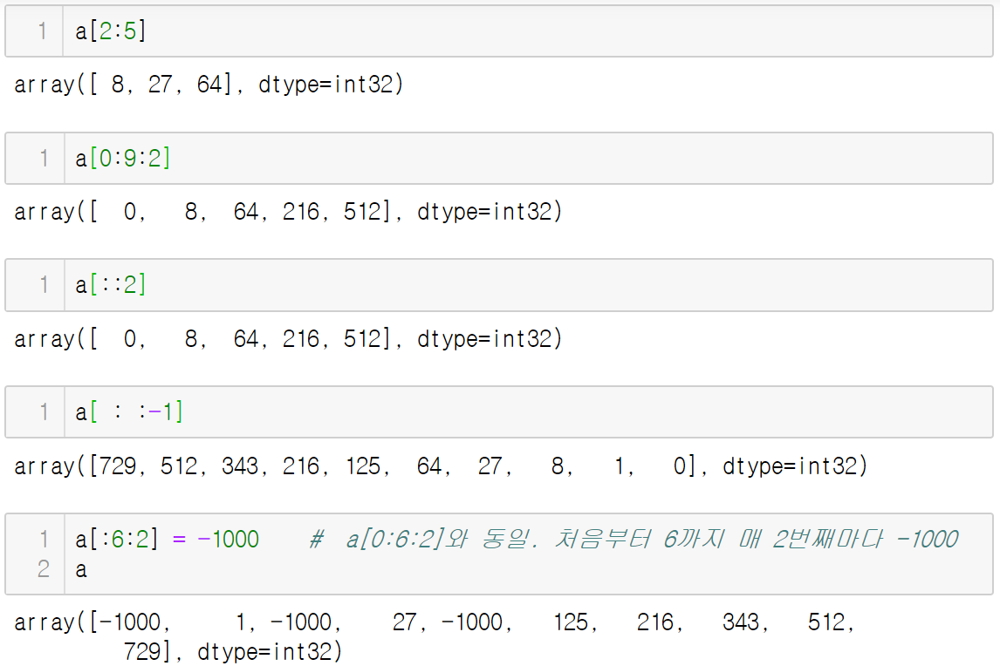 1 a[2:5]
array([ 8, 27, 64], dtype=int32)
1 a[0:9:2]
array([  0,   8,  64, 216, 512], dtype=int32)
1 a[::2]
array([  0,   8,  64, 216, 512], dtype=int32)
1 a[ : :-1]
array([729, 512, 343, 216, 125,  64,  27,   8,   1,   0], dtype=int32)
1 a[:6:2] = -1000    #  a[0:6:2]와 동일. 처음부터 6까지 매 2번째마다 -1000
2 a
array([-1000,     1, -1000,    27, -1000,   125,   216,   343,   512,
         729], dtype=int32)